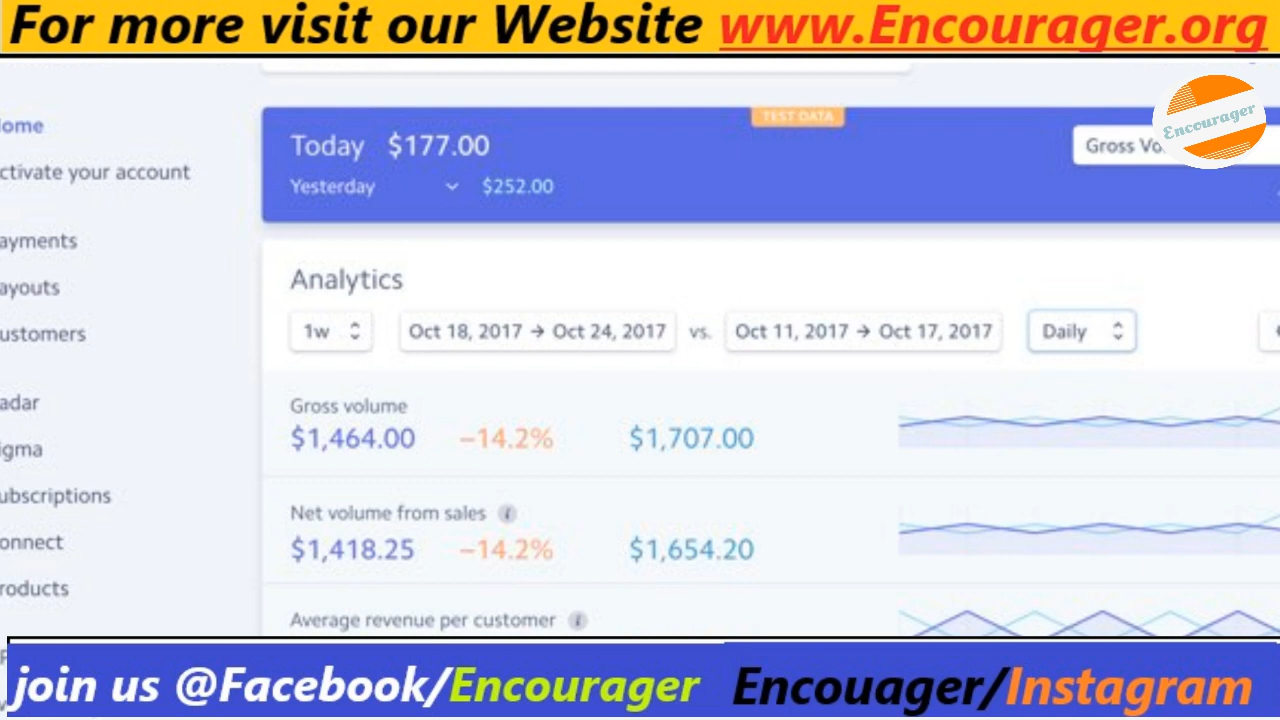 For more visit our Website www.Encourager.org
Encourager
TEST DATA
Today $177.00
Gross Vo
Yesterday $252.00
ome
ctivate your account
ayments
ayouts
ustomers
adar
igma
ubscriptions
onnect
roducts
Analytics
1w Oct 18, 2017 → Oct 24, 2017 vs. Oct 11, 2017 → Oct 17, 2017 Daily
Gross volume
$1,464.00 –14.2% $1,707.00
Net volume from sales i
$1,418.25 –14.2% $1,654.20
Average revenue per customer i
join us @Facebook/Encourager Encouager/Instagram